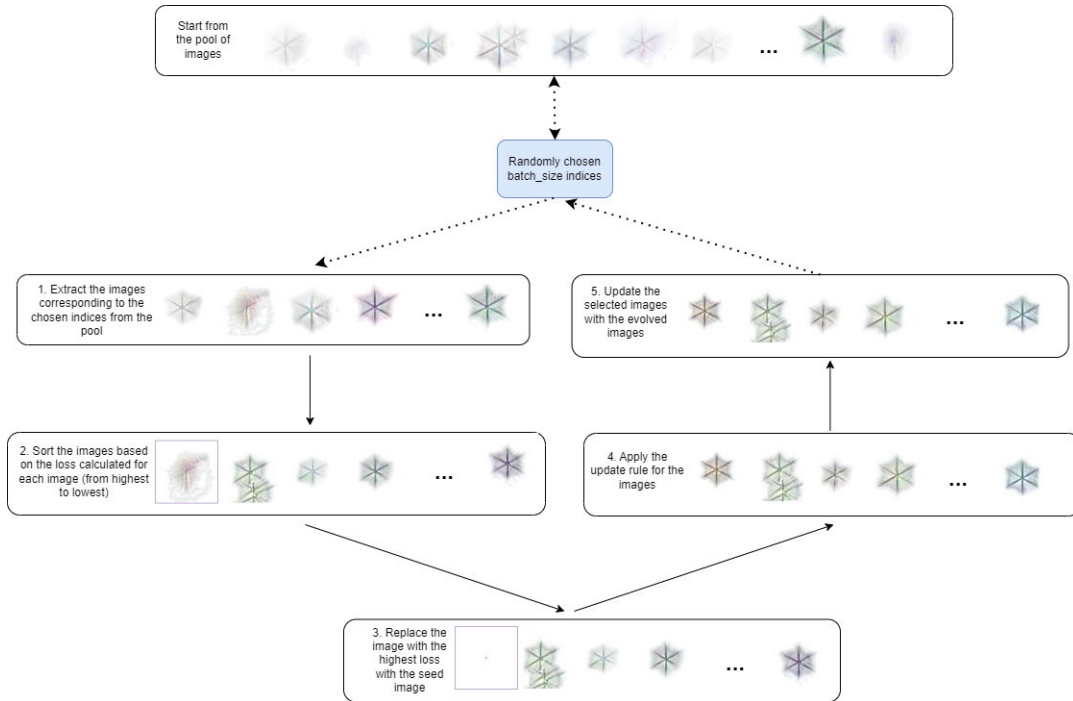 Start from
the pool of
images
...
Randomly chosen
batch_size indices
1. Extract the images
corresponding to the
chosen indices from the
pool
...
5. Update the
selected images
with the evolved
images
...
2. Sort the images based
on the loss calculated for
each image (from highest
to lowest)
...
4. Apply the
update rule for the
images
...
3. Replace the
image with the
highest loss
with the seed
image
...